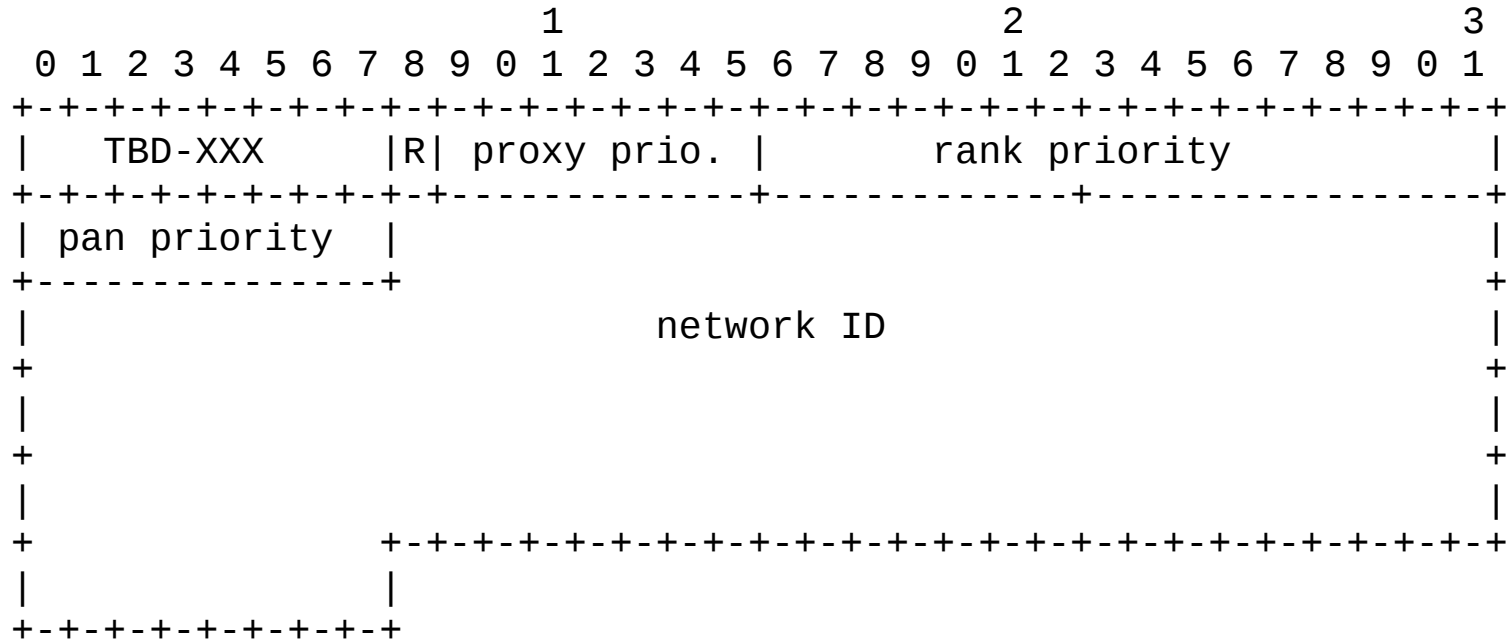 1                   2                   3
 0 1 2 3 4 5 6 7 8 9 0 1 2 3 4 5 6 7 8 9 0 1 2 3 4 5 6 7 8 9 0 1
+-+-+-+-+-+-+-+-+-+-+-+-+-+-+-+-+-+-+-+-+-+-+-+-+-+-+-+-+-+-+-+-+
|   TBD-XXX     |R| proxy prio. |       rank priority           |
+-+-+-+-+-+-+-+-+-+-------------+-------------+-----------------+
| pan priority  |                                               |
+---------------+                                               +
|                           network ID                          |
+                                                               +
|                                                               |
+                                                               +
|                                                               |
+               +-+-+-+-+-+-+-+-+-+-+-+-+-+-+-+-+-+-+-+-+-+-+-+-+
|               |
+-+-+-+-+-+-+-+-+